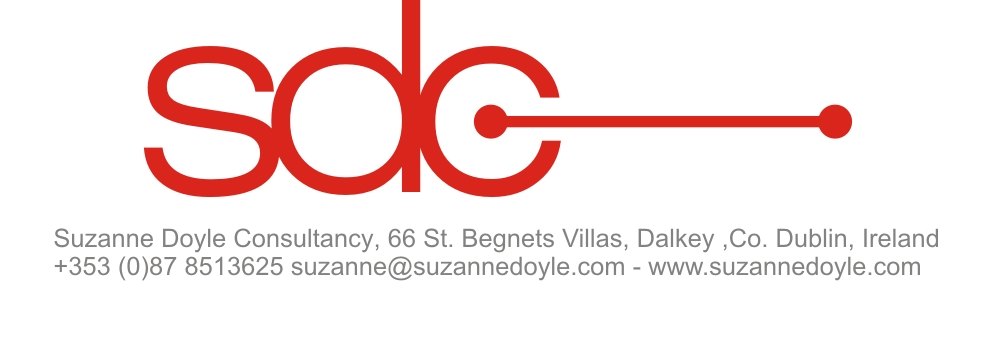 sdc
Suzanne Doyle Consultancy, 66 St. Begnets Villas, Dalkey ,Co. Dublin, Ireland
+353 (0)87 8513625 suzanne@suzannedoyle.com - www.suzannedoyle.com